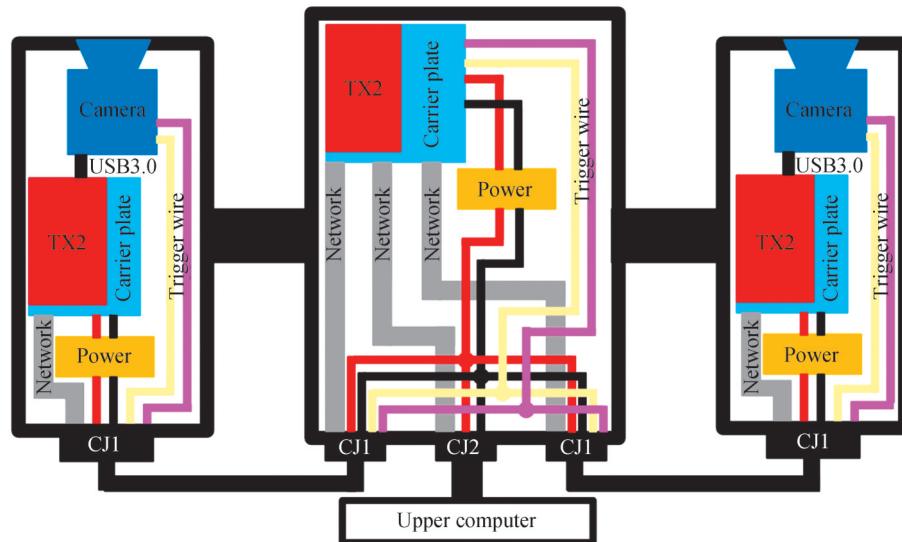 Camera
USB3.0
TX2
Carrier plate
Trigger wire
Network
Power
CJ1
TX2
Carrier plate
Trigger wire
Power
Network
Network
Network
CJ1
CJ2
CJ1
Camera
USB3.0
TX2
Carrier plate
Trigger wire
Network
Power
CJ1
Upper computer